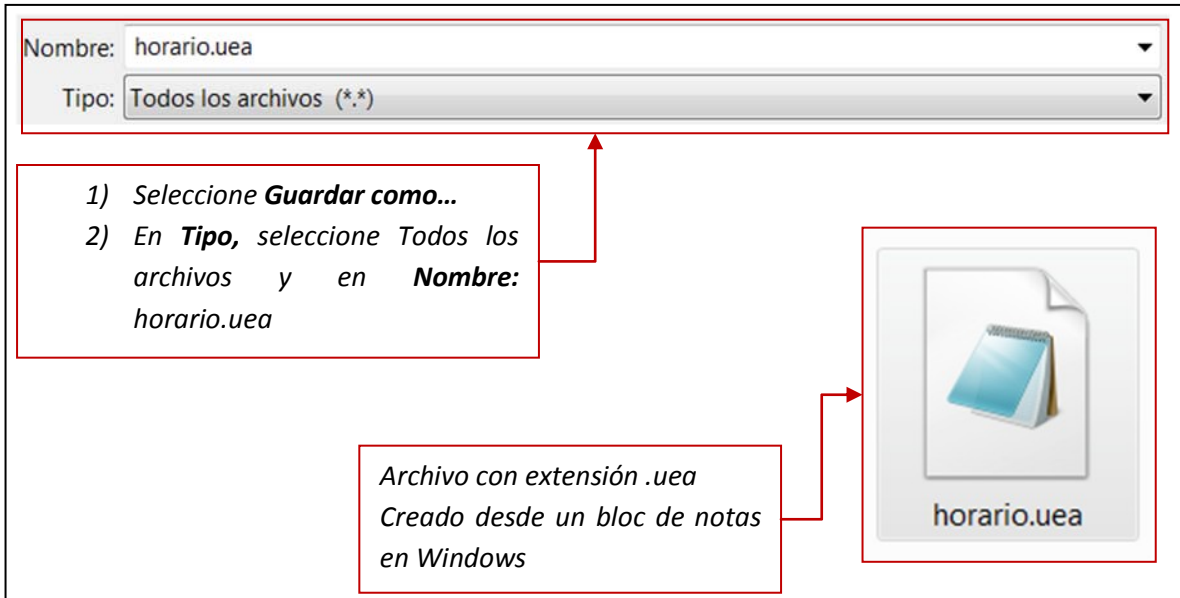 Nombre: horario.uea
Tipo: Todos los archivos (*.*)
1) Seleccione Guardar como...
2) En Tipo, seleccione Todos los
archivos y en Nombre:
horario.uea
Archivo con extensión .uea
Creado desde un bloc de notas
en Windows
horario.uea